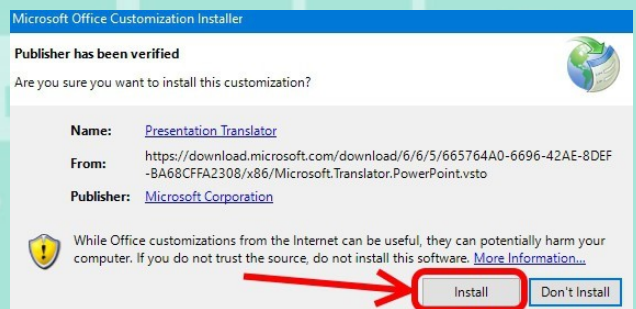 Microsoft Office Customization Installer
Publisher has been verified
Are you sure you want to install this customization?
Name: Presentation Translator
From: https://download.microsoft.com/download/6/6/5/665764A0-6696-42AE-8DEF
-BA68CFFA2308/x86/Microsoft.Translator.PowerPoint.vsto
Publisher: Microsoft Corporation
While Office customizations from the Internet can be useful, they can potentially harm your
computer. If you do not trust the source, do not install this software. More Information...
Install Don't Install